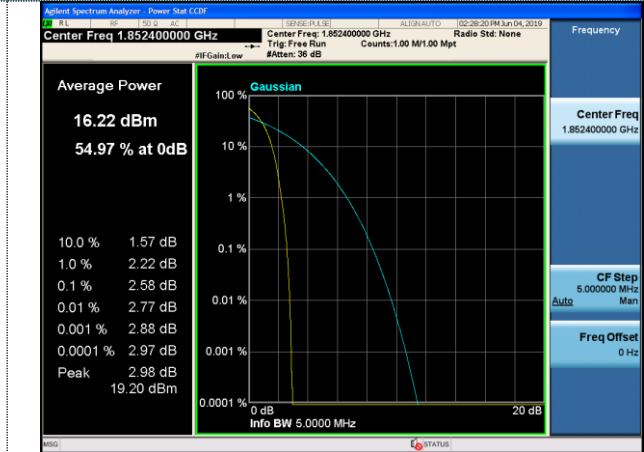 Agilent Spectrum Analyzer - Power Stat CCDF
RL RF 50 Ω AC SENSE:PULSE ALIGNAUTO 02:28:20 PM Jun 04, 2019
Center Freq 1.852400000 GHz
Center Freq: 1.852400000 GHz Radio Std: None
Trig: Free Run Counts:1.00 M/1.00 Mpt
#IFGain:Low #Atten: 36 dB
Frequency
Average Power
16.22 dBm
54.97 % at 0dB
10.0 % 1.57 dB
1.0 % 2.22 dB
0.1 % 2.58 dB
0.01 % 2.77 dB
0.001 % 2.88 dB
0.0001 % 2.97 dB
Peak 2.98 dB
19.20 dBm
Gaussian
100 %
10 %
1 %
0.1 %
0.01 %
0.001 %
0.0001 %
0 dB 20 dB
Info BW 5.0000 MHz
Center Freq
1.852400000 GHz
CF Step
5.000000 MHz
Auto Man
Freq Offset
0 Hz
MSG STATUS